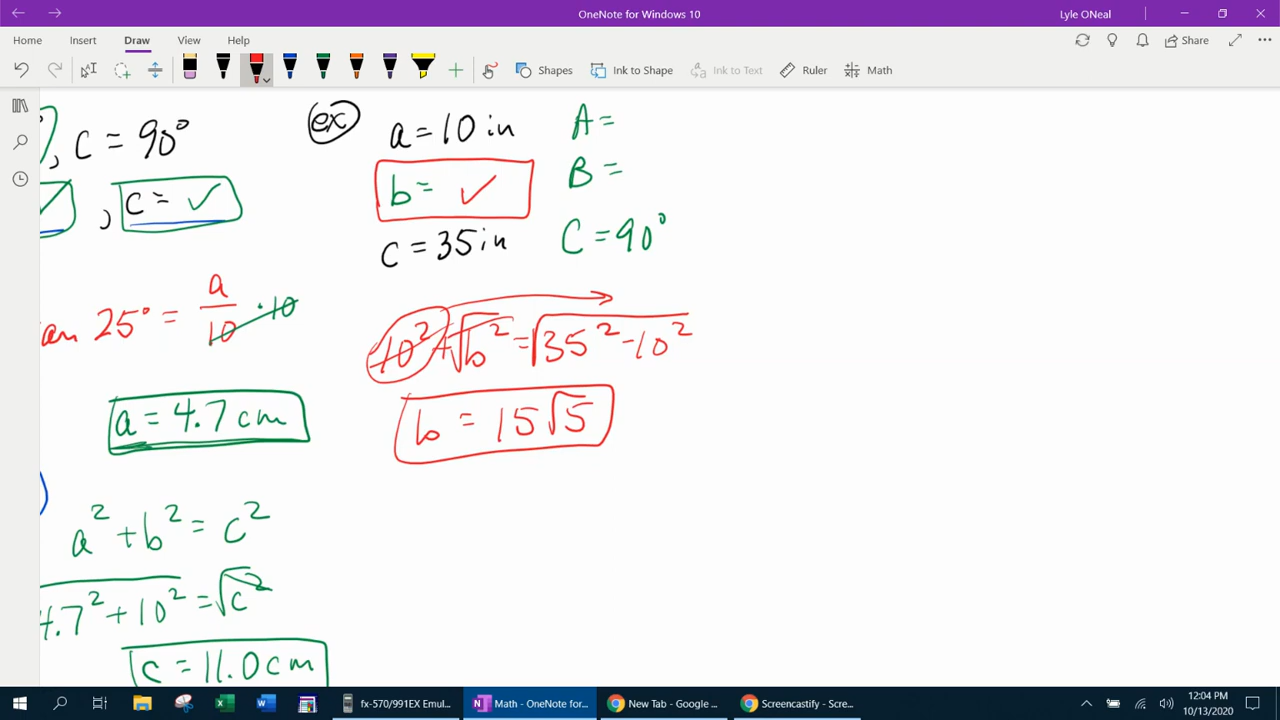 OneNote for Windows 10
Lyle ONeal
Home Insert Draw View Help
Share
Shapes Ink to Shape Ink to Text Ruler Math
, C = 90°
, c = ✓
an 25° = a/10 ·10
a = 4.7 cm
a² + b² = c²
4.7² + 10² = √c²
c = 11.0 cm
ex
a = 10 in
b = ✓
c = 35 in
A =
B =
C = 90°
10² + √b² = √35² - 10²
b = 15√5
fx-570/991EX Emul...
Math - OneNote for...
New Tab - Google ...
Screencastify - Scre...
12:04 PM
10/13/2020